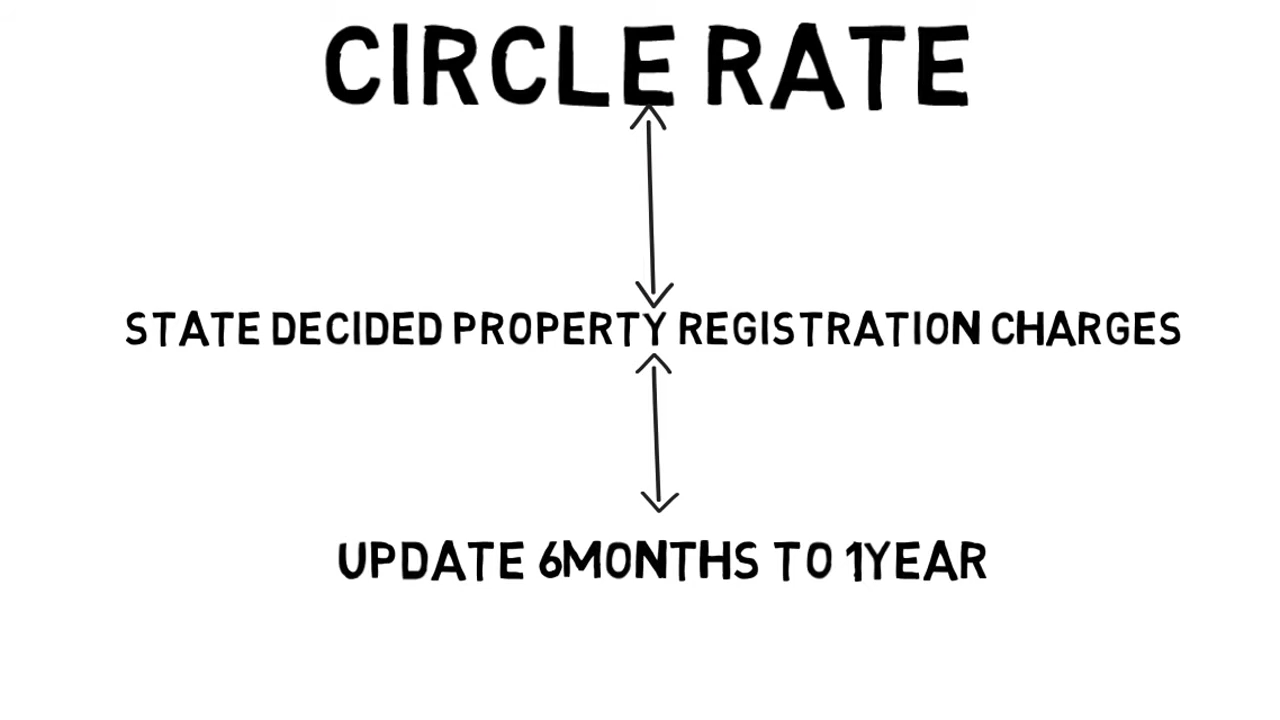 CIRCLE RATE
STATE DECIDED PROPERTY REGISTRATION CHARGES
UPDATE 6MONTHS TO 1YEAR